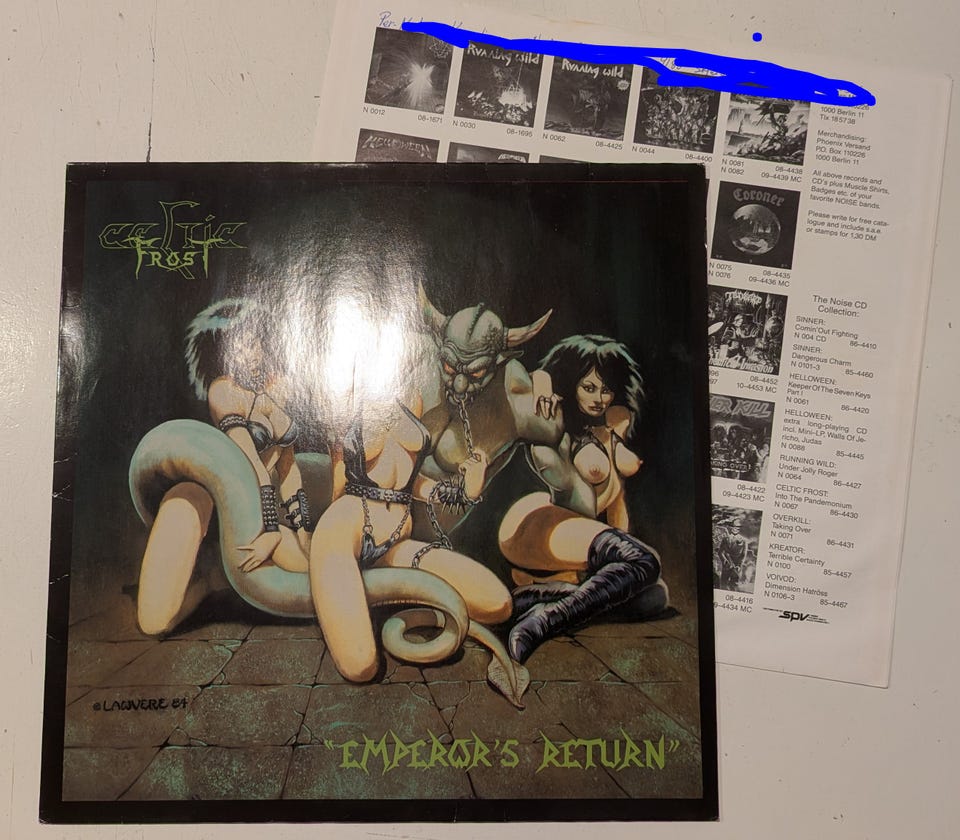 CELTIC
FROST
©LAUVERE 84
"EMPEROR'S RETURN"
Per-
Running Wild
Running Wild
N 0012 08-1671
N 0030 08-1695
N 0062 08-4425
N 0044 08-4400
N 0081 08-4438
N 0082 08-4439 MC
HELLOWEEN
Coroner
N 0075 08-4435
N 0076 09-4436 MC
96 08-4452
97 10-4453 MC
OVER KILL
08-4422
09-4423 MC
08-4416
09-4434 MC
1000 Berlin 11
Tlx 185738
Merchandising:
Phoenix Versand
P.O. Box 110226
1000 Berlin 11
All above records and
CD's plus Muscle Shirts,
Badges etc. of your
favorite NOISE bands.
Please write for free cata-
logue and include s.a.e.
or stamps for 1,30 DM
The Noise CD
Collection:
SINNER:
Comin'Out Fighting
N 004 CD 86-4410
SINNER:
Dangerous Charm
N 0101-3 85-4460
HELLOWEEN:
Keeper Of The Seven Keys
Part I
N 0061 86-4420
HELLOWEEN:
extra long-playing CD
incl. Mini-LP, Walls Of Je-
richo, Judas
N 0088 85-4445
RUNNING WILD:
Under Jolly Roger
N 0064 86-4427
CELTIC FROST:
Into The Pandemonium
N 0067 86-4430
OVERKILL:
Taking Over
N 0071 86-4431
KREATOR:
Terrible Certainty
N 0100 85-4457
VOIVOD:
Dimension Hatröss
N 0106-3 85-4467
SPV